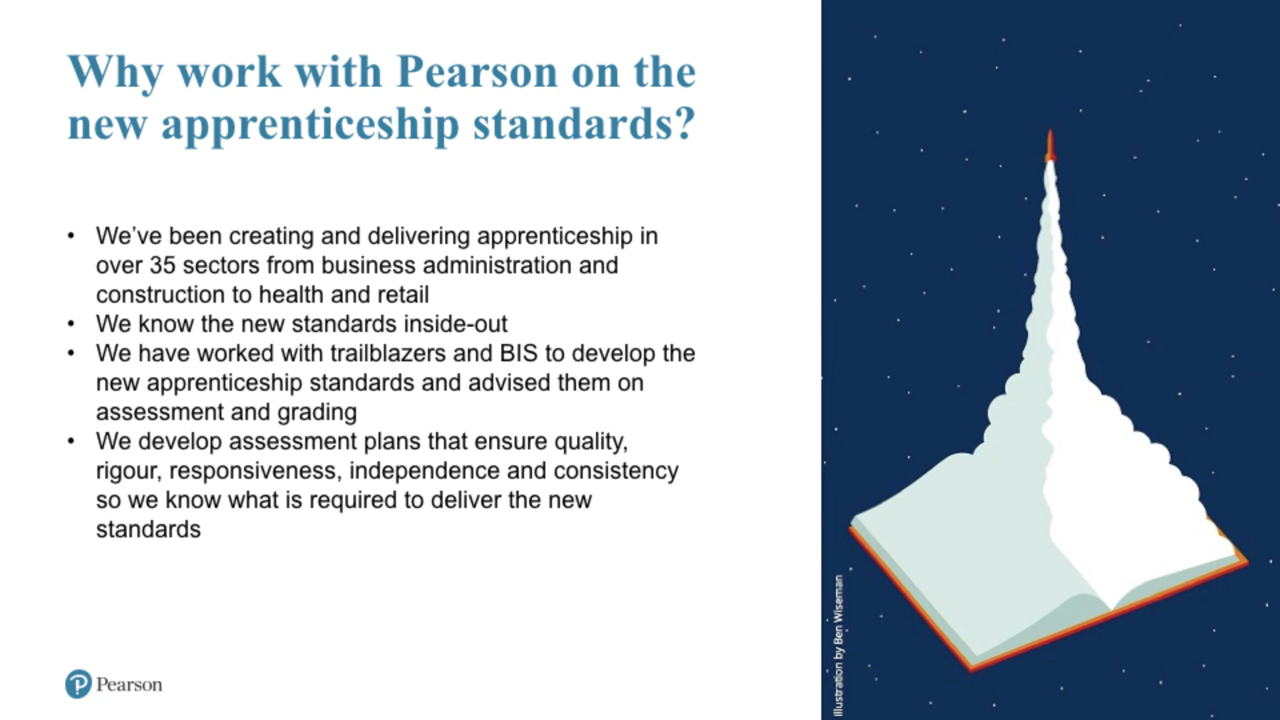 Why work with Pearson on the
new apprenticeship standards?
• We’ve been creating and delivering apprenticeship in
over 35 sectors from business administration and
construction to health and retail
• We know the new standards inside-out
• We have worked with trailblazers and BIS to develop the
new apprenticeship standards and advised them on
assessment and grading
• We develop assessment plans that ensure quality,
rigour, responsiveness, independence and consistency
so we know what is required to deliver the new
standards
Pearson
Illustration by Ben Wiseman